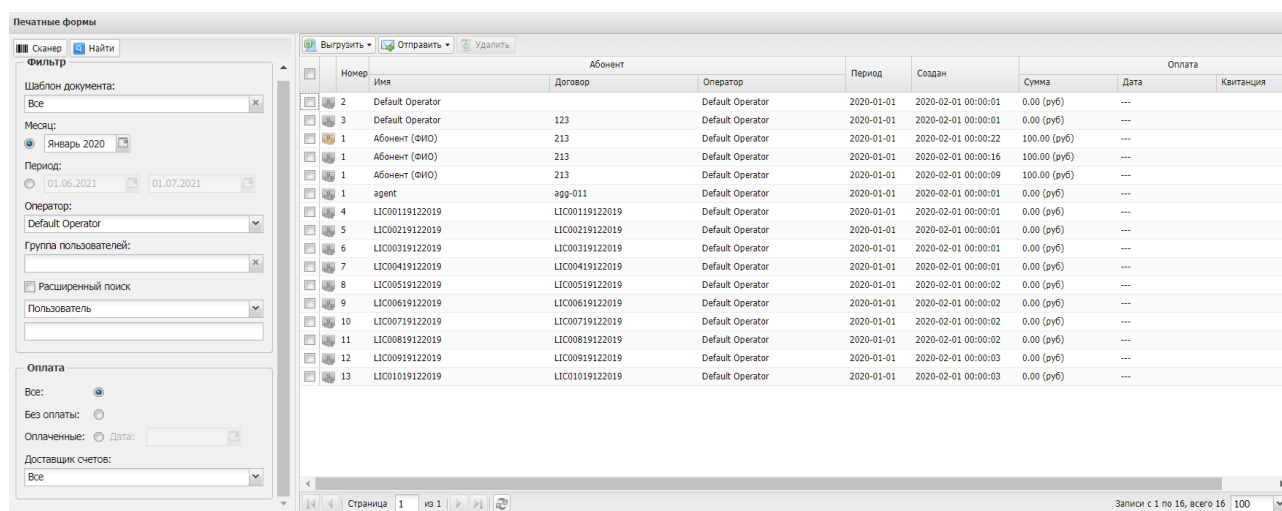 Печатные формы
Сканер Найти
Фильтр
Шаблон документа:
Все
Месяц:
Январь 2020
Период:
01.06.2021 01.07.2021
Оператор:
Default Operator
Группа пользователей:
Расширенный поиск
Пользователь
Оплата
Все:
Без оплаты:
Оплаченные: Дата:
Доставщик счетов:
Все
Выгрузить Отправить Удалить
Номер Абонент Период Создан Оплата
Имя Договор Оператор Сумма Дата Квитанция
2 Default Operator Default Operator 2020-01-01 2020-02-01 00:00:01 0.00 (руб) ---
3 Default Operator 123 Default Operator 2020-01-01 2020-02-01 00:00:01 0.00 (руб) ---
1 Абонент (ФИО) 213 Default Operator 2020-01-01 2020-02-01 00:00:22 100.00 (руб) ---
1 Абонент (ФИО) 213 Default Operator 2020-01-01 2020-02-01 00:00:16 100.00 (руб) ---
1 Абонент (ФИО) 213 Default Operator 2020-01-01 2020-02-01 00:00:09 100.00 (руб) ---
1 agent agg-011 Default Operator 2020-01-01 2020-02-01 00:00:01 0.00 (руб) ---
4 LIC00119122019 LIC00119122019 Default Operator 2020-01-01 2020-02-01 00:00:01 0.00 (руб) ---
5 LIC00219122019 LIC00219122019 Default Operator 2020-01-01 2020-02-01 00:00:01 0.00 (руб) ---
6 LIC00319122019 LIC00319122019 Default Operator 2020-01-01 2020-02-01 00:00:01 0.00 (руб) ---
7 LIC00419122019 LIC00419122019 Default Operator 2020-01-01 2020-02-01 00:00:01 0.00 (руб) ---
8 LIC00519122019 LIC00519122019 Default Operator 2020-01-01 2020-02-01 00:00:02 0.00 (руб) ---
9 LIC00619122019 LIC00619122019 Default Operator 2020-01-01 2020-02-01 00:00:02 0.00 (руб) ---
10 LIC00719122019 LIC00719122019 Default Operator 2020-01-01 2020-02-01 00:00:02 0.00 (руб) ---
11 LIC00819122019 LIC00819122019 Default Operator 2020-01-01 2020-02-01 00:00:02 0.00 (руб) ---
12 LIC00919122019 LIC00919122019 Default Operator 2020-01-01 2020-02-01 00:00:03 0.00 (руб) ---
13 LIC01019122019 LIC01019122019 Default Operator 2020-01-01 2020-02-01 00:00:03 0.00 (руб) ---
Страница 1 из 1 Записи с 1 по 16, всего 16 100